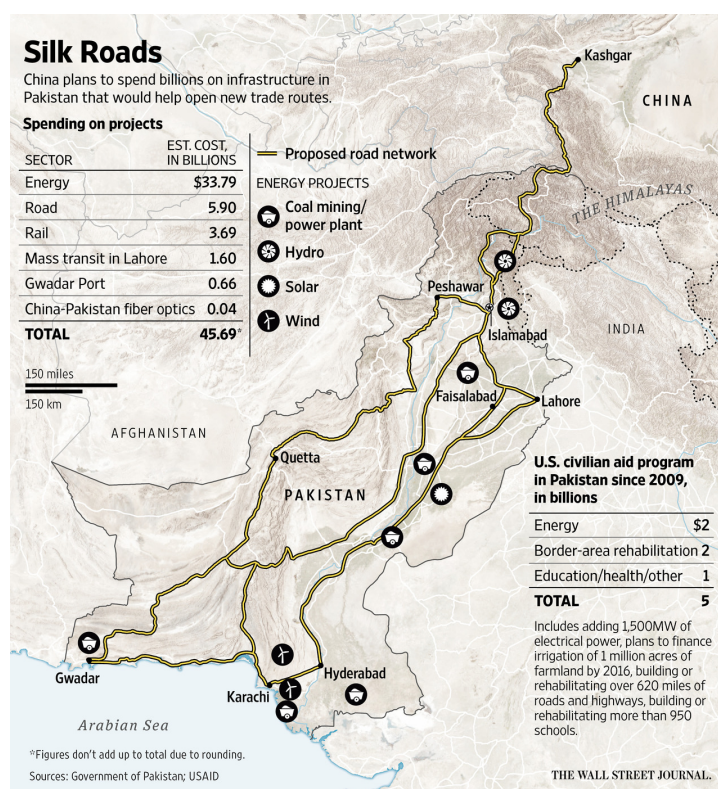 Silk Roads
China plans to spend billions on infrastructure in
Pakistan that would help open new trade routes.
Spending on projects
SECTOR EST. COST, IN BILLIONS
Energy $33.79
Road 5.90
Rail 3.69
Mass transit in Lahore 1.60
Gwadar Port 0.66
China-Pakistan fiber optics 0.04
TOTAL 45.69*
Proposed road network
ENERGY PROJECTS
Coal mining/
power plant
Hydro
Solar
Wind
150 miles
150 km
Kashgar
CHINA
THE HIMALAYAS
Peshawar
Islamabad
INDIA
Faisalabad
Lahore
AFGHANISTAN
Quetta
PAKISTAN
Gwadar
Karachi
Hyderabad
Arabian Sea
U.S. civilian aid program
in Pakistan since 2009,
in billions
Energy $2
Border-area rehabilitation 2
Education/health/other 1
TOTAL 5
Includes adding 1,500MW of
electrical power, plans to finance
irrigation of 1 million acres of
farmland by 2016, building or
rehabilitating over 620 miles of
roads and highways, building or
rehabilitating more than 950
schools.
*Figures don't add up to total due to rounding.
Sources: Government of Pakistan; USAID
THE WALL STREET JOURNAL.